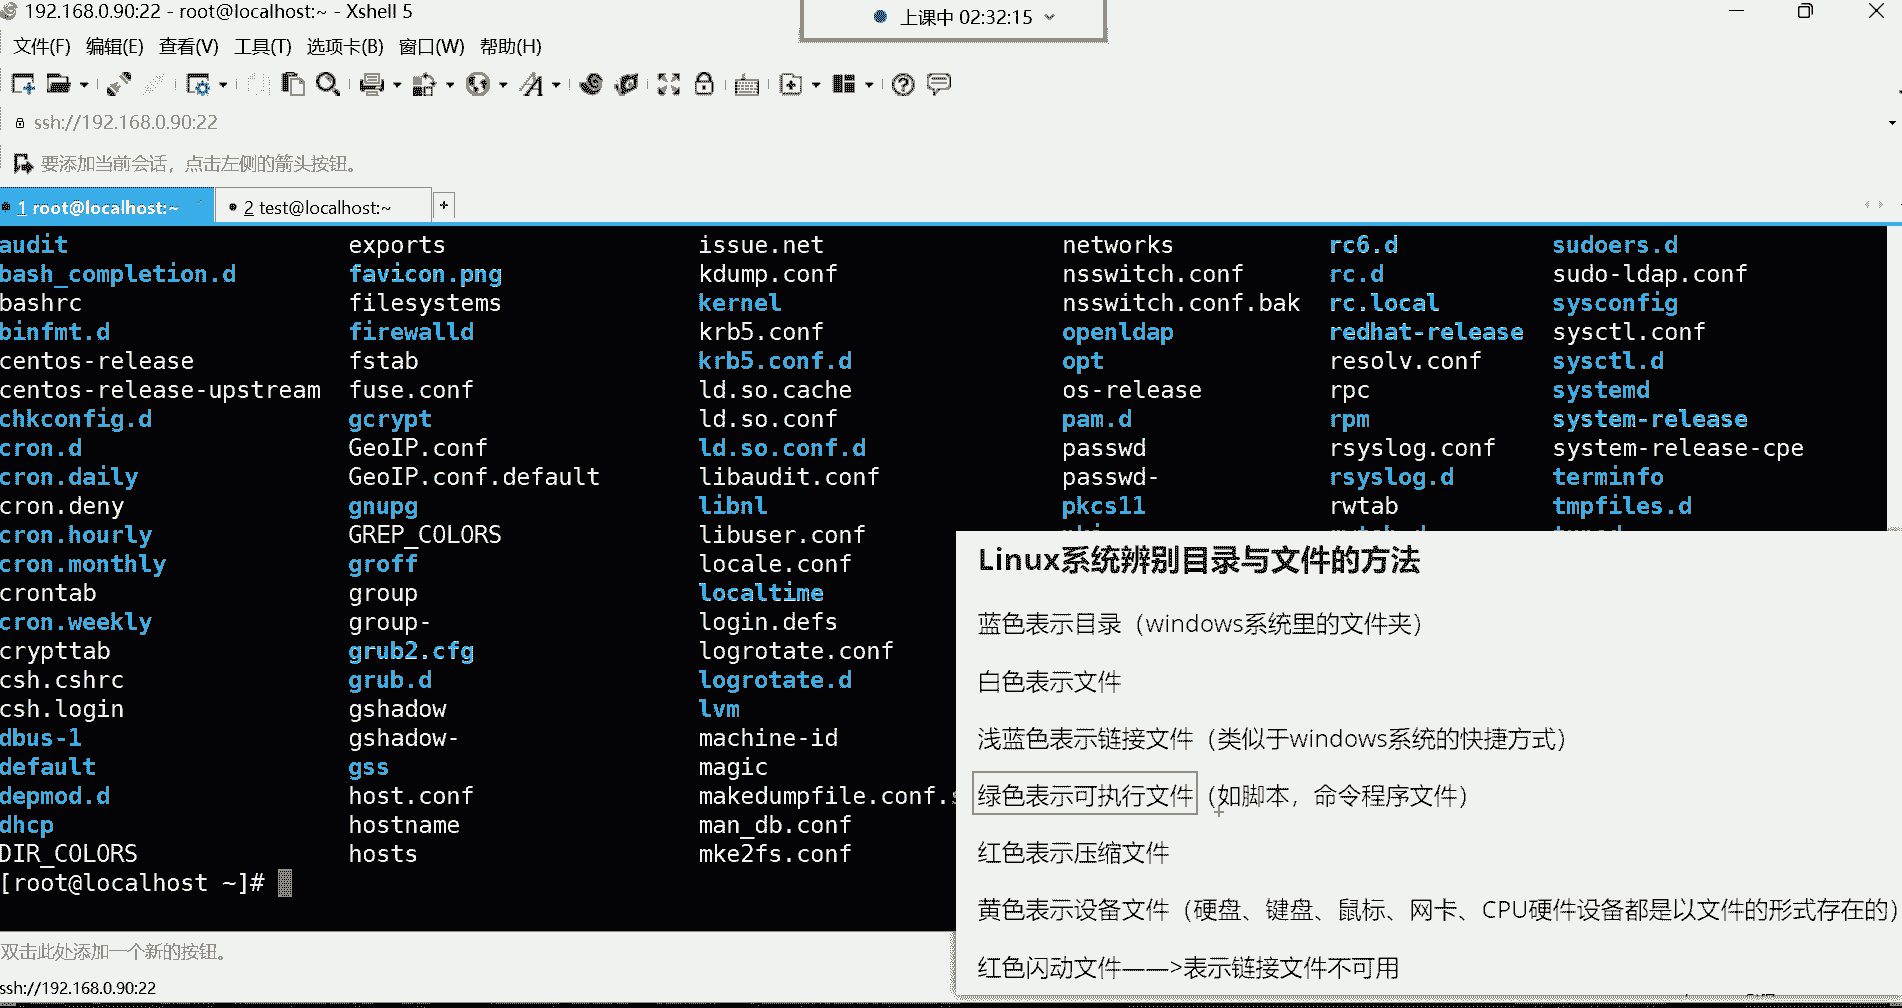 192.168.0.90:22 - root@localhost:~ - Xshell 5
上课中 02:32:15
文件(F) 编辑(E) 查看(V) 工具(T) 选项卡(B) 窗口(W) 帮助(H)
ssh://192.168.0.90:22
要添加当前会话，点击左侧的箭头按钮。
1 root@localhost:~ 2 test@localhost:~ +
audit exports issue.net networks rc6.d sudoers.d
bash_completion.d favicon.png kdump.conf nsswitch.conf rc.d sudo-ldap.conf
bashrc filesystems kernel nsswitch.conf.bak rc.local sysconfig
binfmt.d firewalld krb5.conf openldap redhat-release sysctl.conf
centos-release fstab krb5.conf.d opt resolv.conf sysctl.d
centos-release-upstream fuse.conf ld.so.cache os-release rpc systemd
chkconfig.d gcrypt ld.so.conf pam.d rpm system-release
cron.d GeoIP.conf ld.so.conf.d passwd rsyslog.conf system-release-cpe
cron.daily GeoIP.conf.default libaudit.conf passwd- rsyslog.d terminfo
cron.deny gnupg libnl pkcs11 rwtab tmpfiles.d
cron.hourly GREP_COLORS libuser.conf
cron.monthly groff locale.conf
crontab group localtime
cron.weekly group- login.defs
crypttab grub2.cfg logrotate.conf
csh.cshrc grub.d logrotate.d
csh.login gshadow lvm
dbus-1 gshadow- machine-id
default gss magic
depmod.d host.conf makedumpfile.conf.s
dhcp hostname man_db.conf
DIR_COLORS hosts mke2fs.conf
[root@localhost ~]#
Linux系统辨别目录与文件的方法
蓝色表示目录（windows系统里的文件夹）
白色表示文件
浅蓝色表示链接文件（类似于windows系统的快捷方式）
绿色表示可执行文件（如脚本，命令程序文件）
红色表示压缩文件
黄色表示设备文件（硬盘、键盘、鼠标、网卡、CPU硬件设备都是以文件的形式存在的）
红色闪动文件——>表示链接文件不可用
双击此处添加一个新的按钮。
ssh://192.168.0.90:22